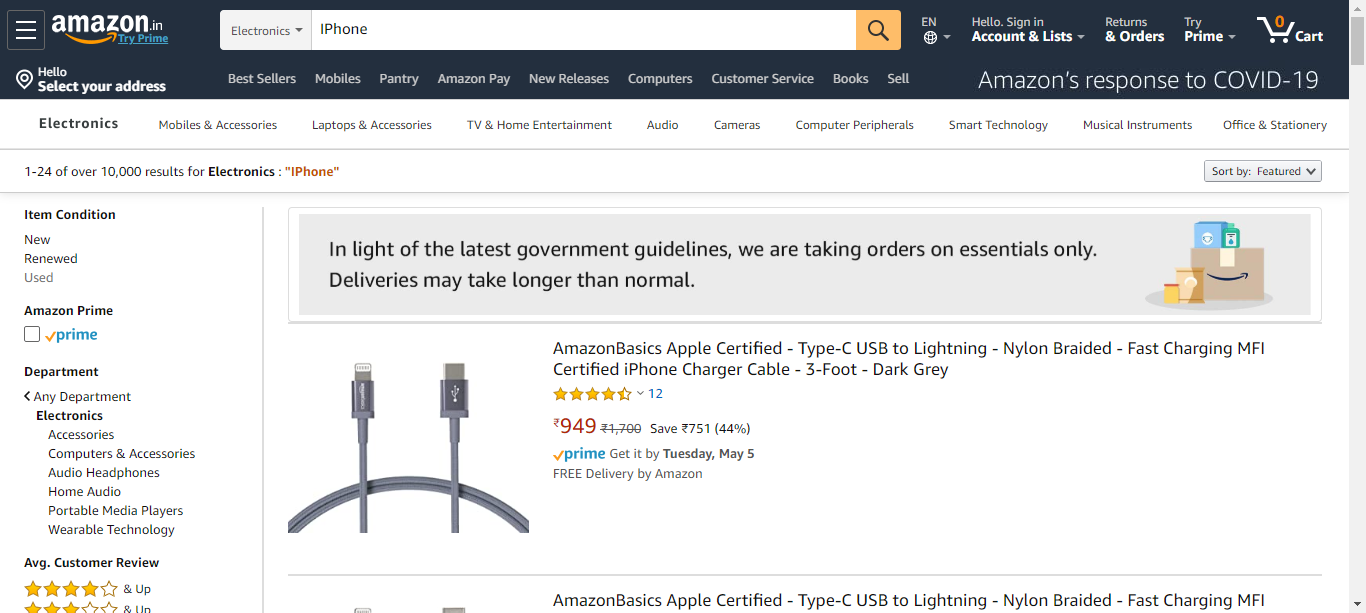 amazon.in
Try Prime
Electronics
IPhone
EN
Hello. Sign in
Account & Lists
Returns
& Orders
Try
Prime
0
Cart
Hello
Select your address
Best Sellers Mobiles Pantry Amazon Pay New Releases Computers Customer Service Books Sell
Amazon's response to COVID-19
Electronics Mobiles & Accessories Laptops & Accessories TV & Home Entertainment Audio Cameras Computer Peripherals Smart Technology Musical Instruments Office & Stationery
1-24 of over 10,000 results for Electronics : "IPhone"
Sort by: Featured
Item Condition
New
Renewed
Used
Amazon Prime
prime
Department
Any Department
Electronics
Accessories
Computers & Accessories
Audio Headphones
Home Audio
Portable Media Players
Wearable Technology
Avg. Customer Review
& Up
& Up
In light of the latest government guidelines, we are taking orders on essentials only.
Deliveries may take longer than normal.
AmazonBasics Apple Certified - Type-C USB to Lightning - Nylon Braided - Fast Charging MFI
Certified iPhone Charger Cable - 3-Foot - Dark Grey
12
₹949 ₹1,700 Save ₹751 (44%)
prime Get it by Tuesday, May 5
FREE Delivery by Amazon
AmazonBasics Apple Certified - Type-C USB to Lightning - Nylon Braided - Fast Charging MFI